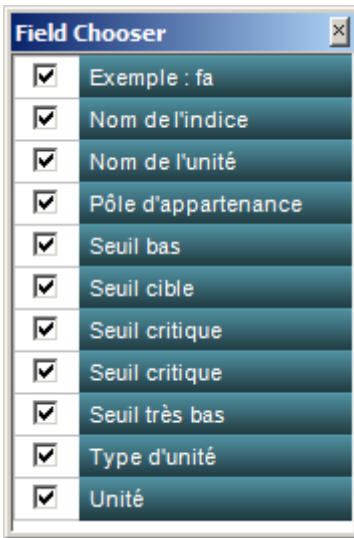 Field Chooser
Exemple : fa
Nom de l'indice
Nom de l'unité
Pôle d'appartenance
Seuil bas
Seuil cible
Seuil critique
Seuil critique
Seuil très bas
Type d'unité
Unité